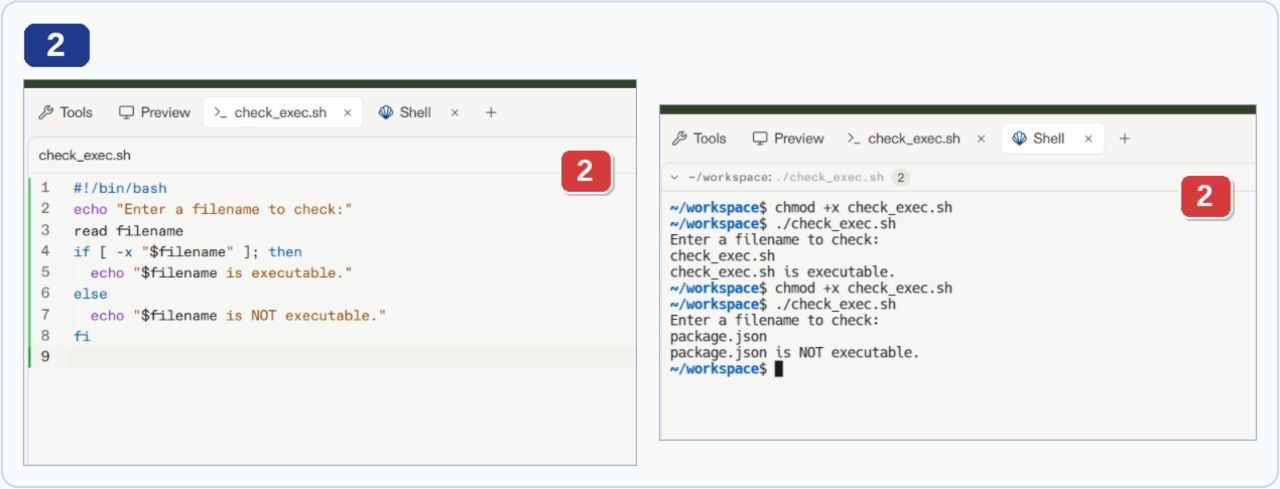 2
Tools Preview >_ check_exec.sh × Shell × +
check_exec.sh
2
1 #!/bin/bash
2 echo "Enter a filename to check:"
3 read filename
4 if [ -x "$filename" ]; then
5 echo "$filename is executable."
6 else
7 echo "$filename is NOT executable."
8 fi
9
Tools Preview >_ check_exec.sh × Shell × +
~/workspace: ./check_exec.sh 2
2
~/workspace$ chmod +x check_exec.sh
~/workspace$ ./check_exec.sh
Enter a filename to check:
check_exec.sh
check_exec.sh is executable.
~/workspace$ chmod +x check_exec.sh
~/workspace$ ./check_exec.sh
Enter a filename to check:
package.json
package.json is NOT executable.
~/workspace$